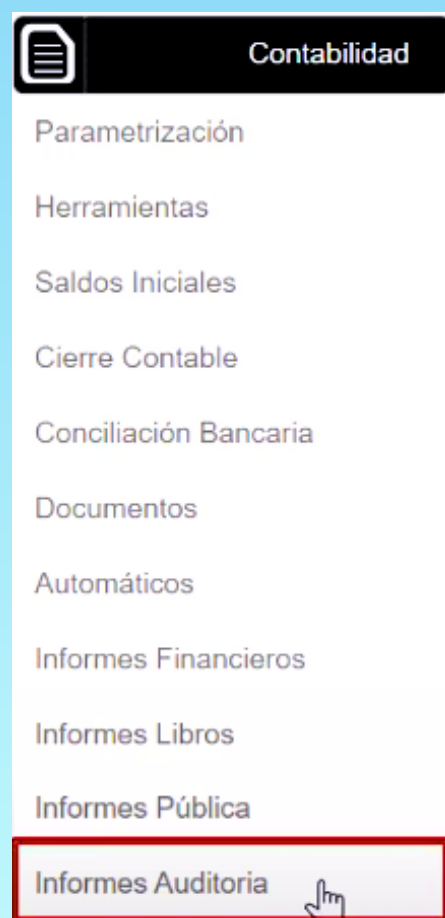 Contabilidad
Parametrización
Herramientas
Saldos Iniciales
Cierre Contable
Conciliación Bancaria
Documentos
Automáticos
Informes Financieros
Informes Libros
Informes Pública
Informes Auditoria